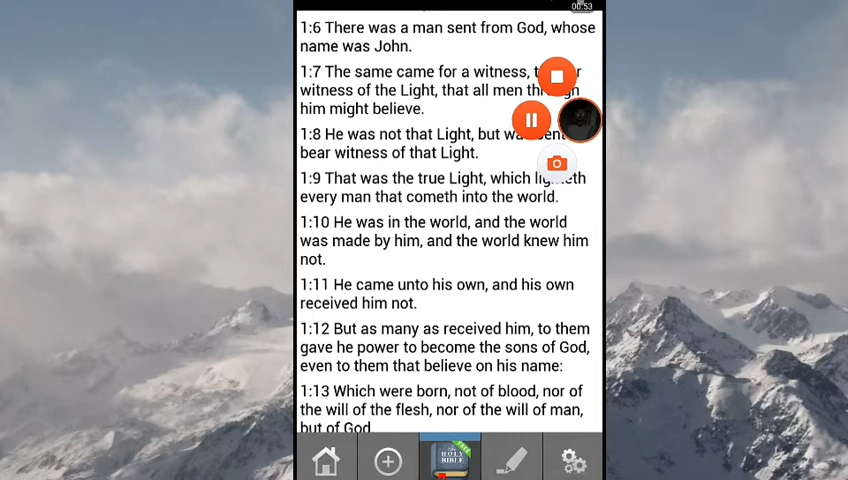 00:53
1:6 There was a man sent from God, whose
name was John.
1:7 The same came for a witness,
witness of the Light, that all men
him might believe.
1:8 He was not that Light, but
bear witness of that Light.
1:9 That was the true Light, which
every man that cometh into the world.
1:10 He was in the world, and the world
was made by him, and the world knew him
not.
1:11 He came unto his own, and his own
received him not.
1:12 But as many as received him, to them
gave he power to become the sons of God,
even to them that believe on his name:
1:13 Which were born, not of blood, nor of
the will of the flesh, nor of the will of man,
but of God.
HOLY
BIBLE